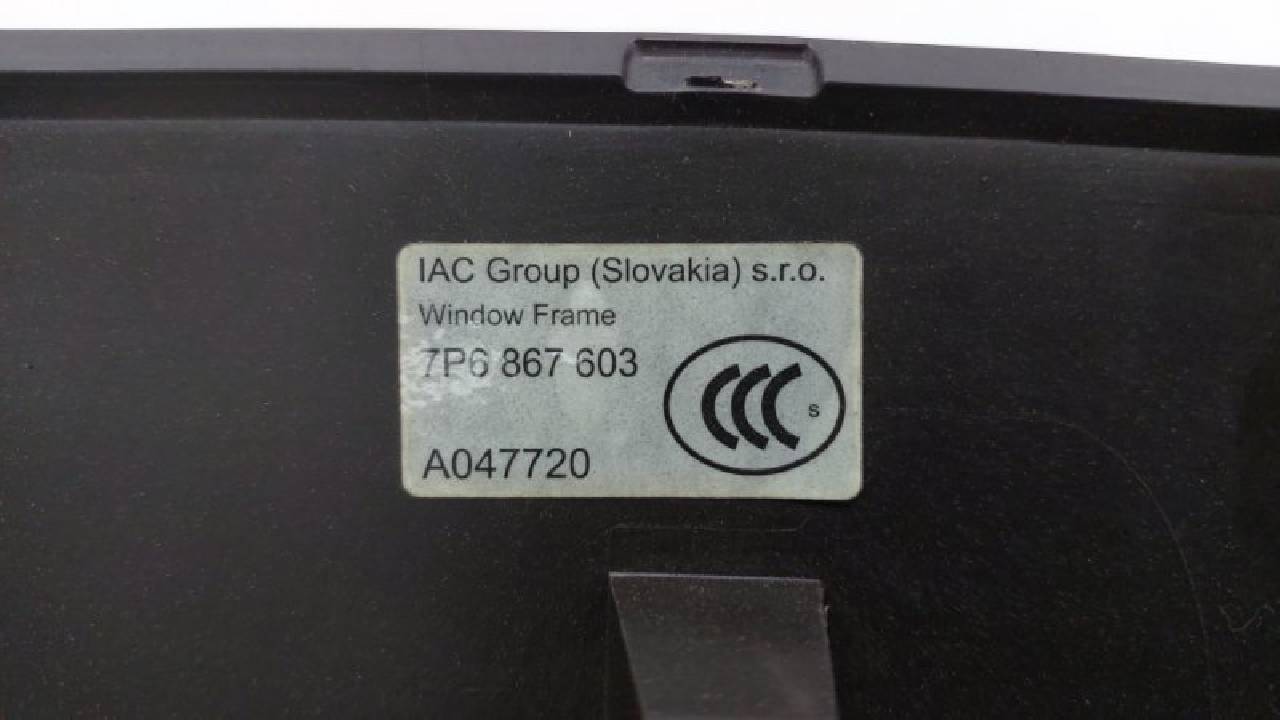 IAC Group (Slovakia) s.r.o.
Window Frame
7P6 867 603
CCC s
A047720